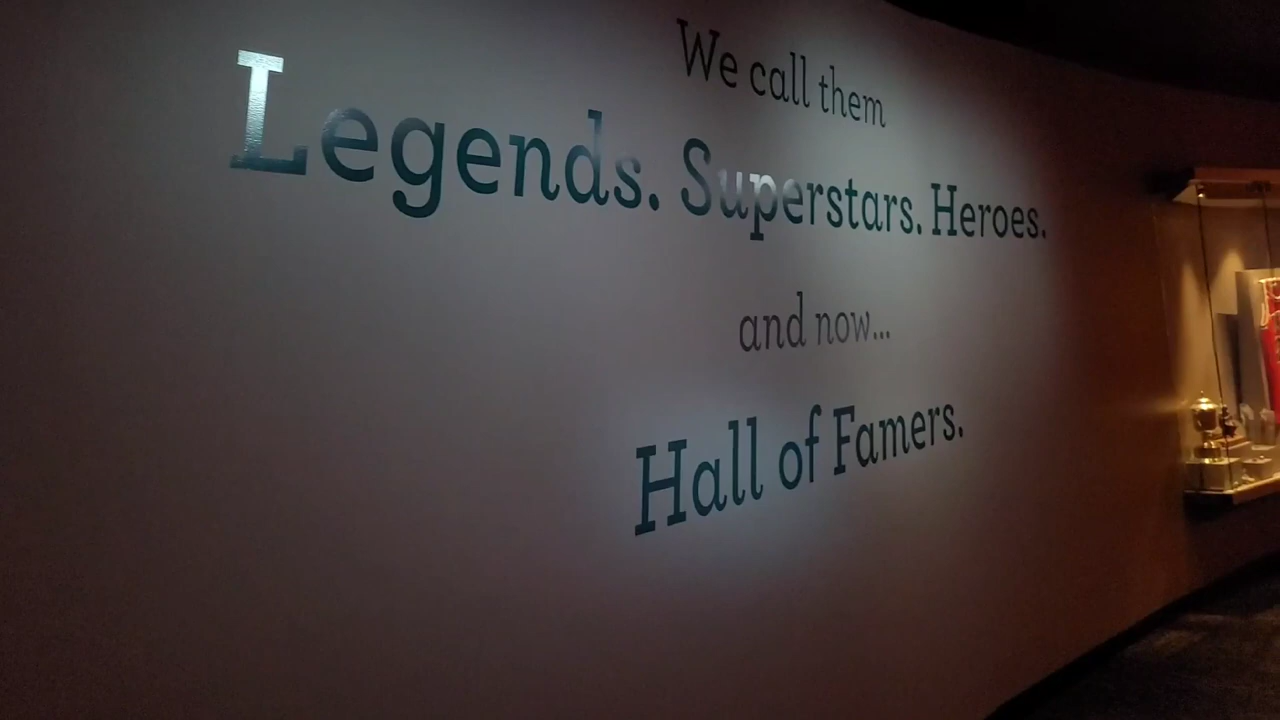 We call them
Legends. Superstars. Heroes.
and now...
Hall of Famers.